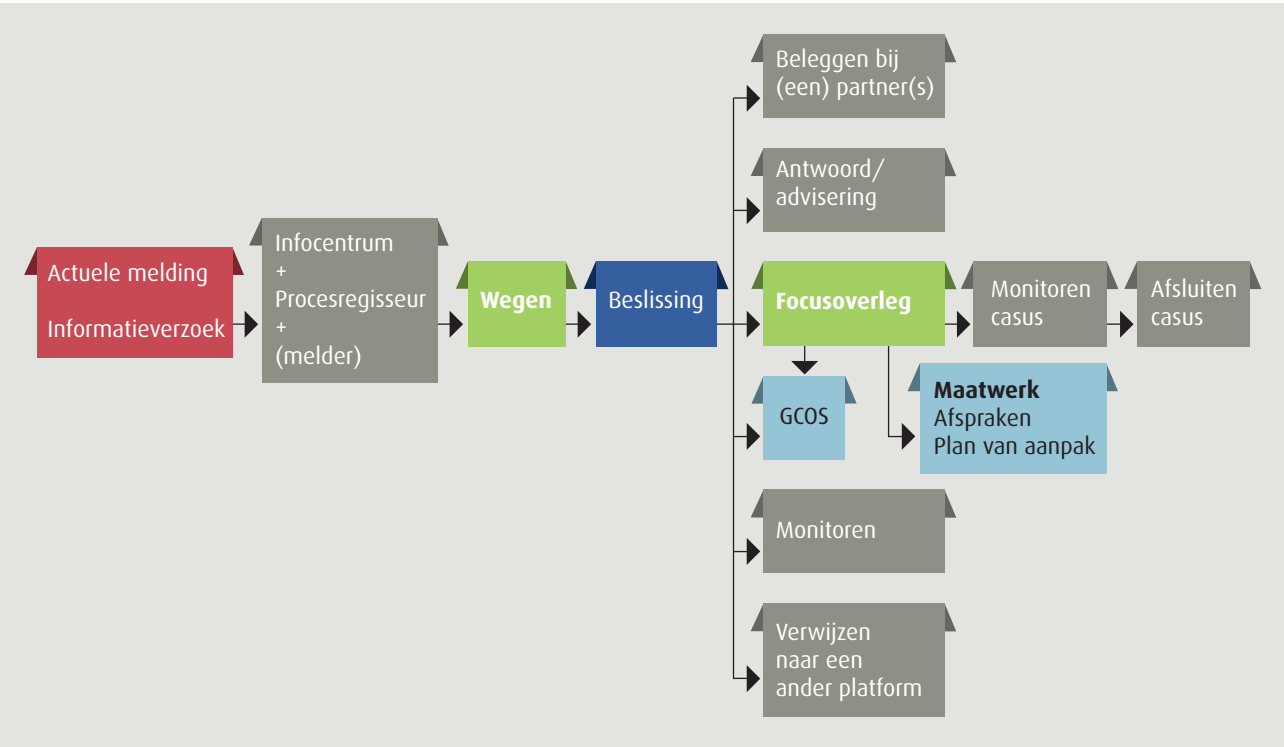 Actuele melding
Informatieverzoek
Infocentrum
+
Procesregisseur
+
(melder)
Wegen
Beslissing
Beleggen bij
(een) partner(s)
Antwoord/
advisering
Focusoverleg
Monitoren
casus
Afsluiten
casus
GCOS
Maatwerk
Afspraken
Plan van aanpak
Monitoren
Verwijzen
naar een
ander platform